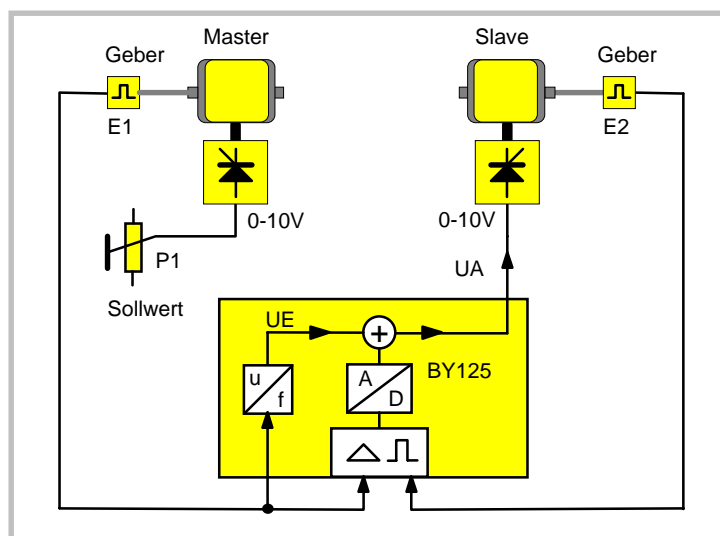 Geber
Master
Slave
Geber
E1
E2
0-10V
0-10V
P1
Sollwert
UA
UE
BY125
u
f
A
D